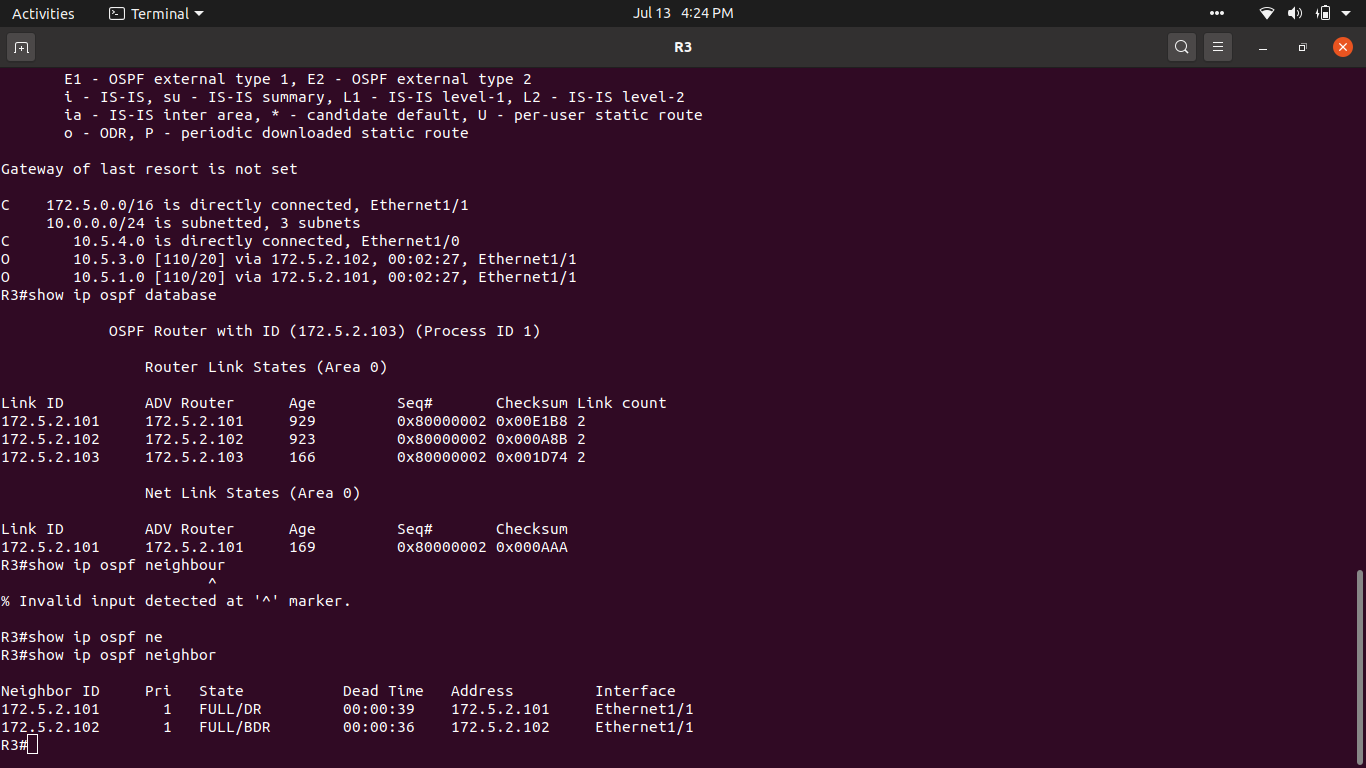 Activities Terminal Jul 13 4:24 PM
R3
E1 - OSPF external type 1, E2 - OSPF external type 2
i - IS-IS, su - IS-IS summary, L1 - IS-IS level-1, L2 - IS-IS level-2
ia - IS-IS inter area, * - candidate default, U - per-user static route
o - ODR, P - periodic downloaded static route
Gateway of last resort is not set
C    172.5.0.0/16 is directly connected, Ethernet1/1
     10.0.0.0/24 is subnetted, 3 subnets
C       10.5.4.0 is directly connected, Ethernet1/0
O       10.5.3.0 [110/20] via 172.5.2.102, 00:02:27, Ethernet1/1
O       10.5.1.0 [110/20] via 172.5.2.101, 00:02:27, Ethernet1/1
R3#show ip ospf database
OSPF Router with ID (172.5.2.103) (Process ID 1)
Router Link States (Area 0)
Link ID         ADV Router      Age         Seq#       Checksum Link count
172.5.2.101     172.5.2.101     929         0x80000002 0x00E1B8 2
172.5.2.102     172.5.2.102     923         0x80000002 0x000A8B 2
172.5.2.103     172.5.2.103     166         0x80000002 0x001D74 2
Net Link States (Area 0)
Link ID         ADV Router      Age         Seq#       Checksum
172.5.2.101     172.5.2.101     169         0x80000002 0x000AAA
R3#show ip ospf neighbour
                       ^
% Invalid input detected at '^' marker.
R3#show ip ospf ne
R3#show ip ospf neighbor
Neighbor ID     Pri   State           Dead Time   Address         Interface
172.5.2.101       1   FULL/DR         00:00:39    172.5.2.101     Ethernet1/1
172.5.2.102       1   FULL/BDR        00:00:36    172.5.2.102     Ethernet1/1
R3#